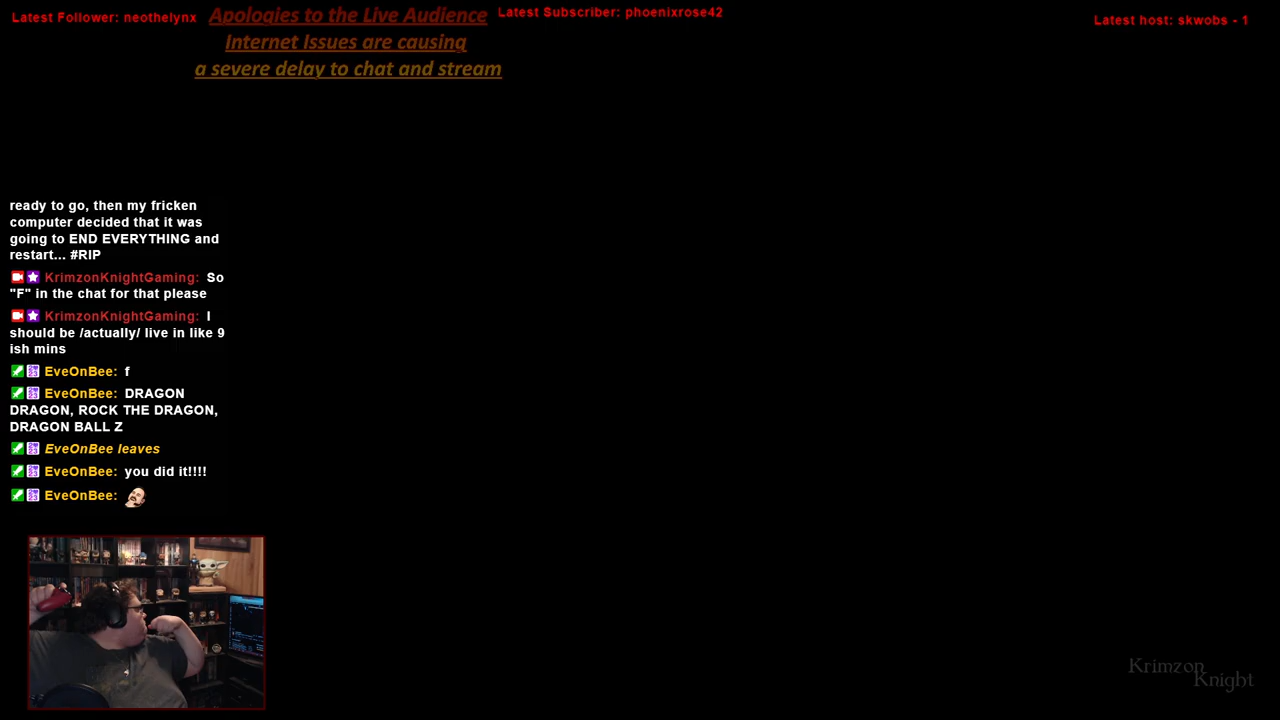 Latest Follower: neothelynx
Apologies to the Live Audience
Latest Subscriber: phoenixrose42
Latest host: skwobs - 1
Internet Issues are causing
a severe delay to chat and stream
ready to go, then my fricken
computer decided that it was
going to END EVERYTHING and
restart... #RIP
KrimzonKnightGaming: So
"F" in the chat for that please
KrimzonKnightGaming: I
should be /actually/ live in like 9
ish mins
EveOnBee: f
EveOnBee: DRAGON
DRAGON, ROCK THE DRAGON,
DRAGON BALL Z
EveOnBee leaves
EveOnBee: you did it!!!!
EveOnBee:
Krimzon
Knight